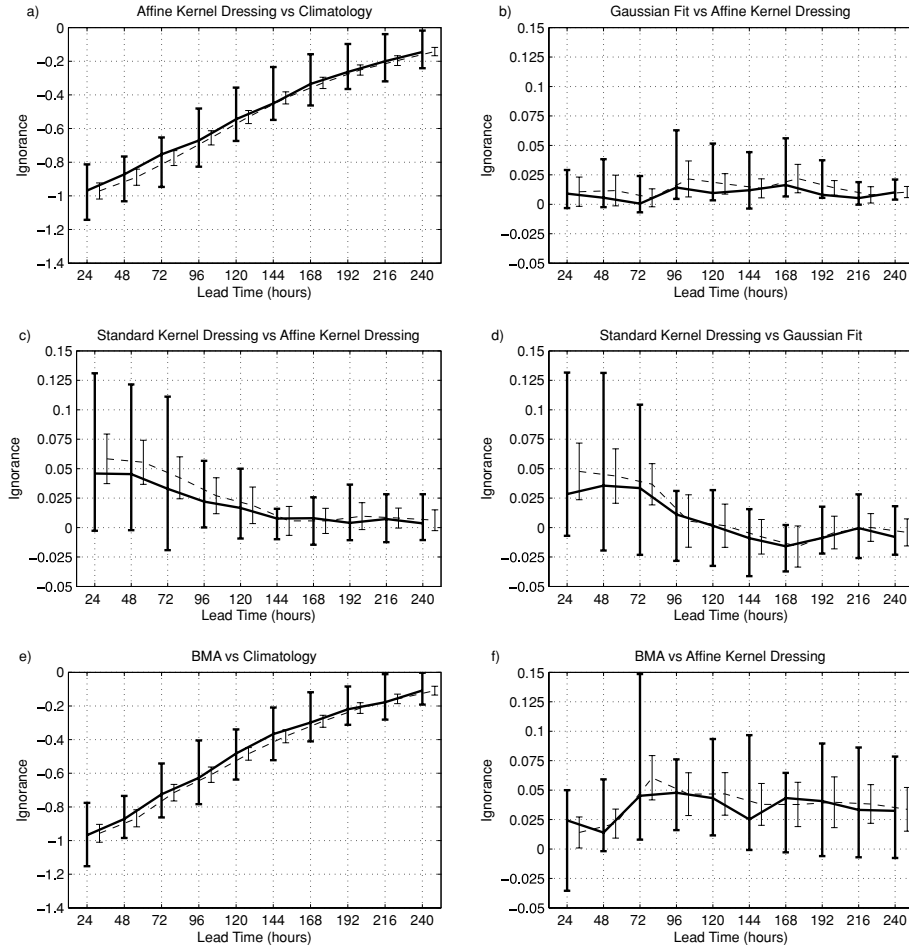 a) Affine Kernel Dressing vs Climatology
0
−0.2
−0.4
−0.6
−0.8
−1
−1.2
−1.4
Ignorance
24 48 72 96 120 144 168 192 216 240
Lead Time (hours)
b) Gaussian Fit vs Affine Kernel Dressing
0.15
0.125
0.1
0.075
0.05
0.025
0
−0.025
−0.05
Ignorance
24 48 72 96 120 144 168 192 216 240
Lead Time (hours)
c) Standard Kernel Dressing vs Affine Kernel Dressing
0.15
0.125
0.1
0.075
0.05
0.025
0
−0.025
−0.05
Ignorance
24 48 72 96 120 144 168 192 216 240
Lead Time (hours)
d) Standard Kernel Dressing vs Gaussian Fit
0.15
0.125
0.1
0.075
0.05
0.025
0
−0.025
−0.05
Ignorance
24 48 72 96 120 144 168 192 216 240
Lead Time (hours)
e) BMA vs Climatology
0
−0.2
−0.4
−0.6
−0.8
−1
−1.2
−1.4
Ignorance
24 48 72 96 120 144 168 192 216 240
Lead Time (hours)
f) BMA vs Affine Kernel Dressing
0.15
0.125
0.1
0.075
0.05
0.025
0
−0.025
−0.05
Ignorance
24 48 72 96 120 144 168 192 216 240
Lead Time (hours)